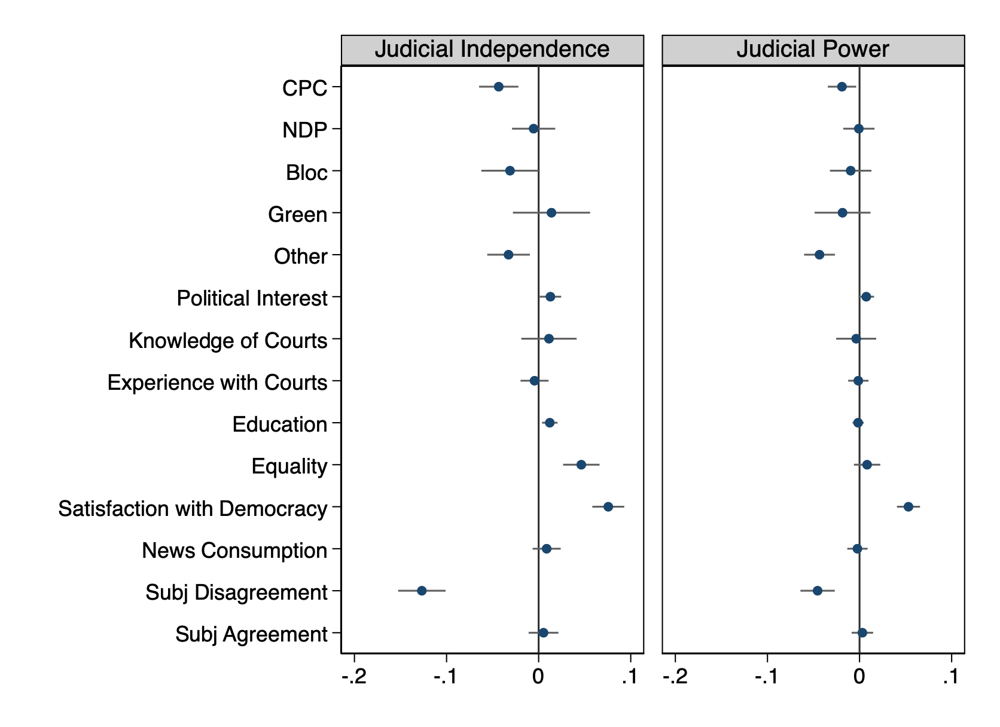 Judicial Independence
Judicial Power
CPC
NDP
Bloc
Green
Other
Political Interest
Knowledge of Courts
Experience with Courts
Education
Equality
Satisfaction with Democracy
News Consumption
Subj Disagreement
Subj Agreement
-.2 -.1 0 .1
-.2 -.1 0 .1